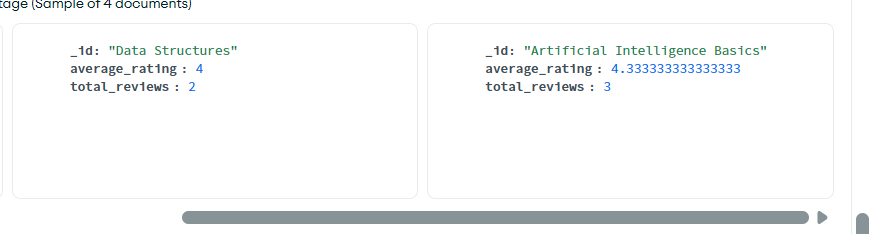 tage (Sample of 4 documents)
_id: "Data Structures"
average_rating : 4
total_reviews : 2
_id: "Artificial Intelligence Basics"
average_rating : 4.333333333333333
total_reviews : 3